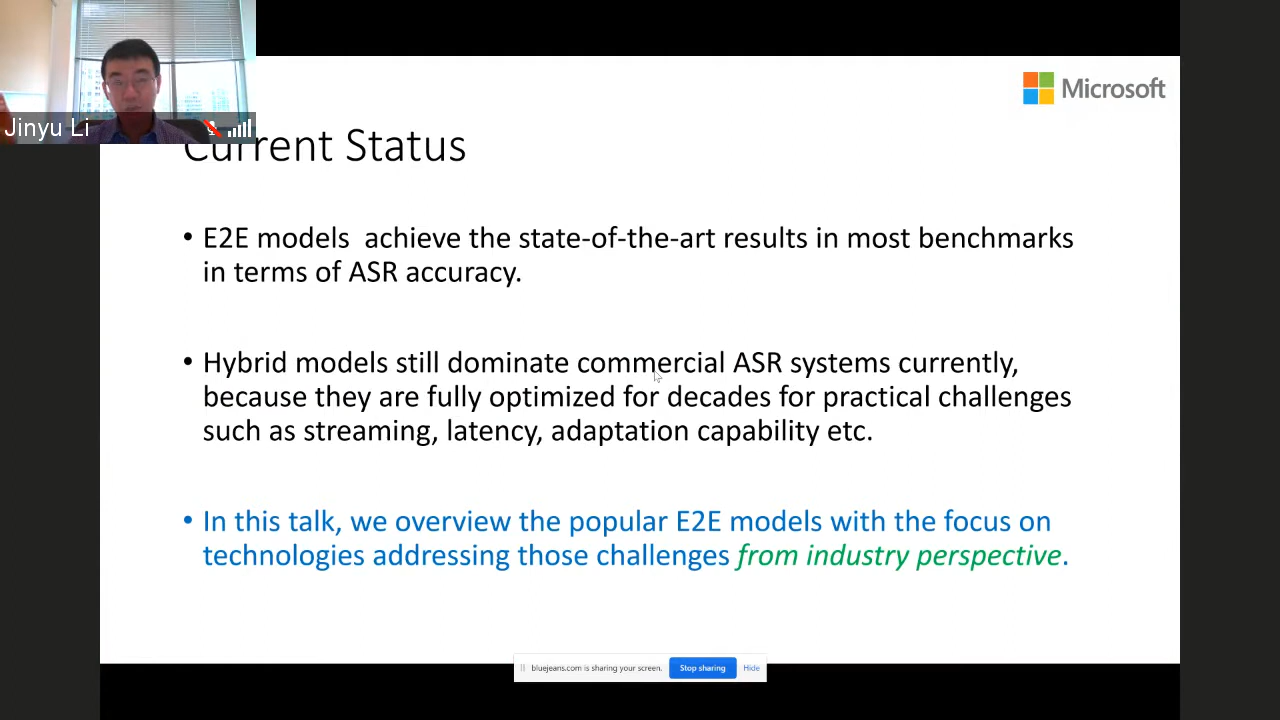 Microsoft
Jinyu Li
Current Status
• E2E models achieve the state-of-the-art results in most benchmarks
in terms of ASR accuracy.
• Hybrid models still dominate commercial ASR systems currently,
because they are fully optimized for decades for practical challenges
such as streaming, latency, adaptation capability etc.
• In this talk, we overview the popular E2E models with the focus on
technologies addressing those challenges from industry perspective.
bluejeans.com is sharing your screen. Stop sharing Hide